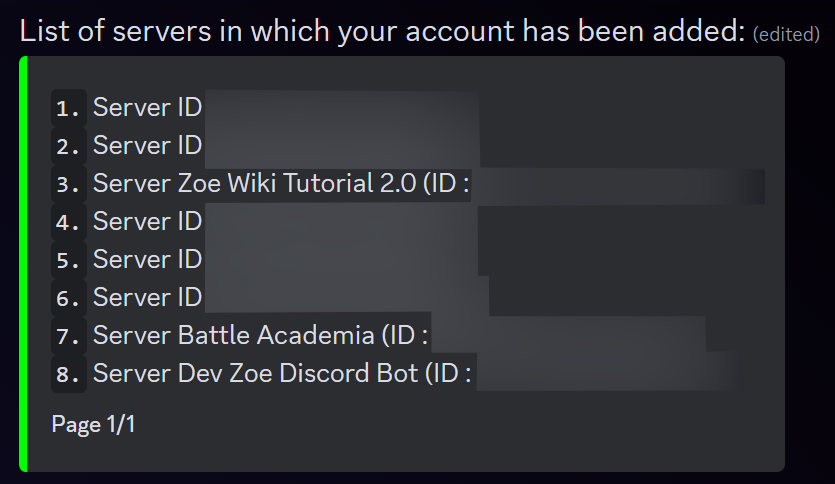 List of servers in which your account has been added: (edited)
1. Server ID
2. Server ID
3. Server Zoe Wiki Tutorial 2.0 (ID :
4. Server ID
5. Server ID
6. Server ID
7. Server Battle Academia (ID :
8. Server Dev Zoe Discord Bot (ID :
Page 1/1